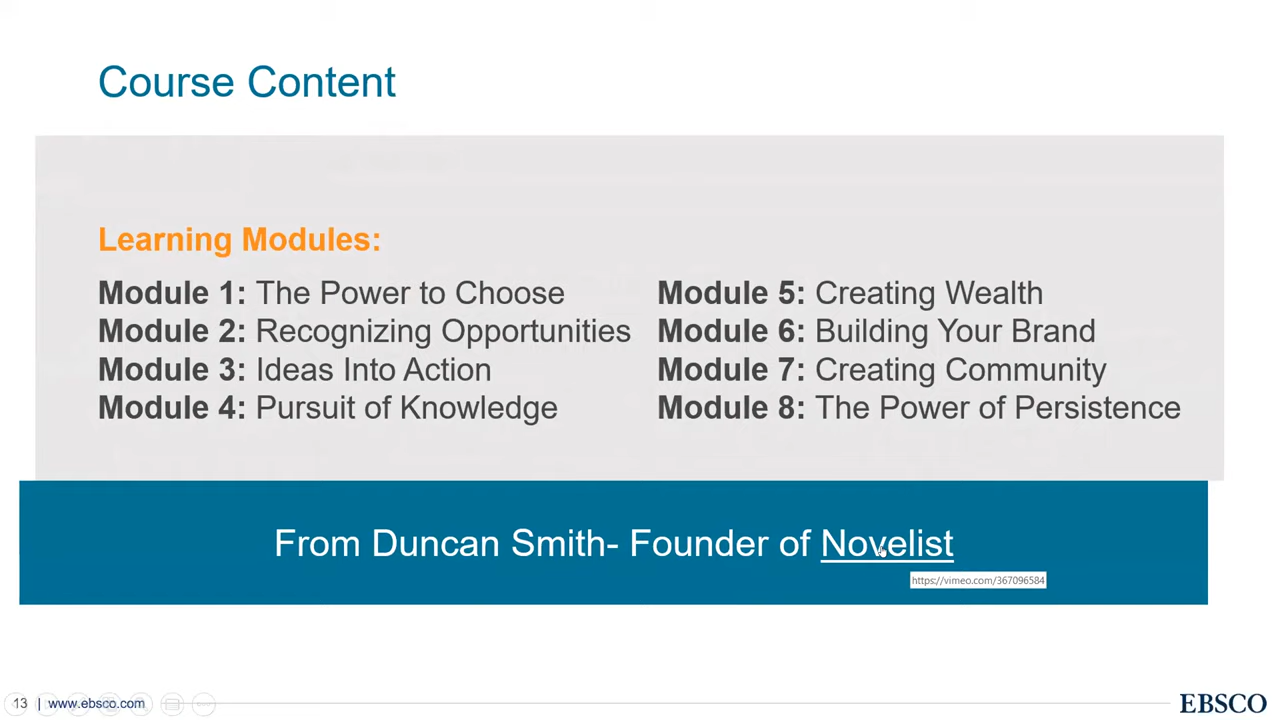 Course Content
Learning Modules:
Module 1: The Power to Choose
Module 2: Recognizing Opportunities
Module 3: Ideas Into Action
Module 4: Pursuit of Knowledge
Module 5: Creating Wealth
Module 6: Building Your Brand
Module 7: Creating Community
Module 8: The Power of Persistence
From Duncan Smith- Founder of Novelist
https://vimeo.com/367096584
13 | www.ebsco.com
EBSCO